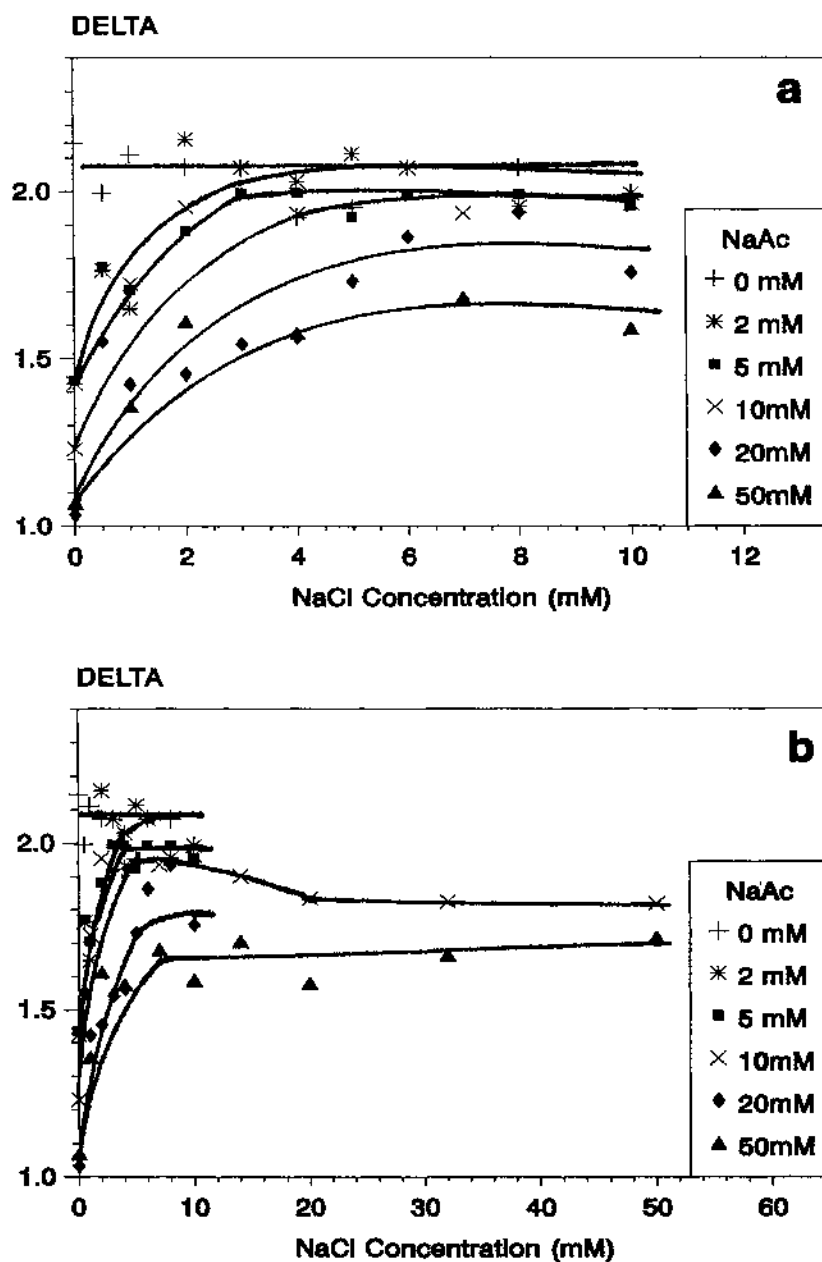 DELTA
a
2.0
1.5
1.0
0 2 4 6 8 10 12
NaCl Concentration (mM)
NaAc
0 mM
2 mM
5 mM
10mM
20mM
50mM
DELTA
b
2.0
1.5
1.0
0 10 20 30 40 50 60
NaCl Concentration (mM)
NaAc
0 mM
2 mM
5 mM
10mM
20mM
50mM